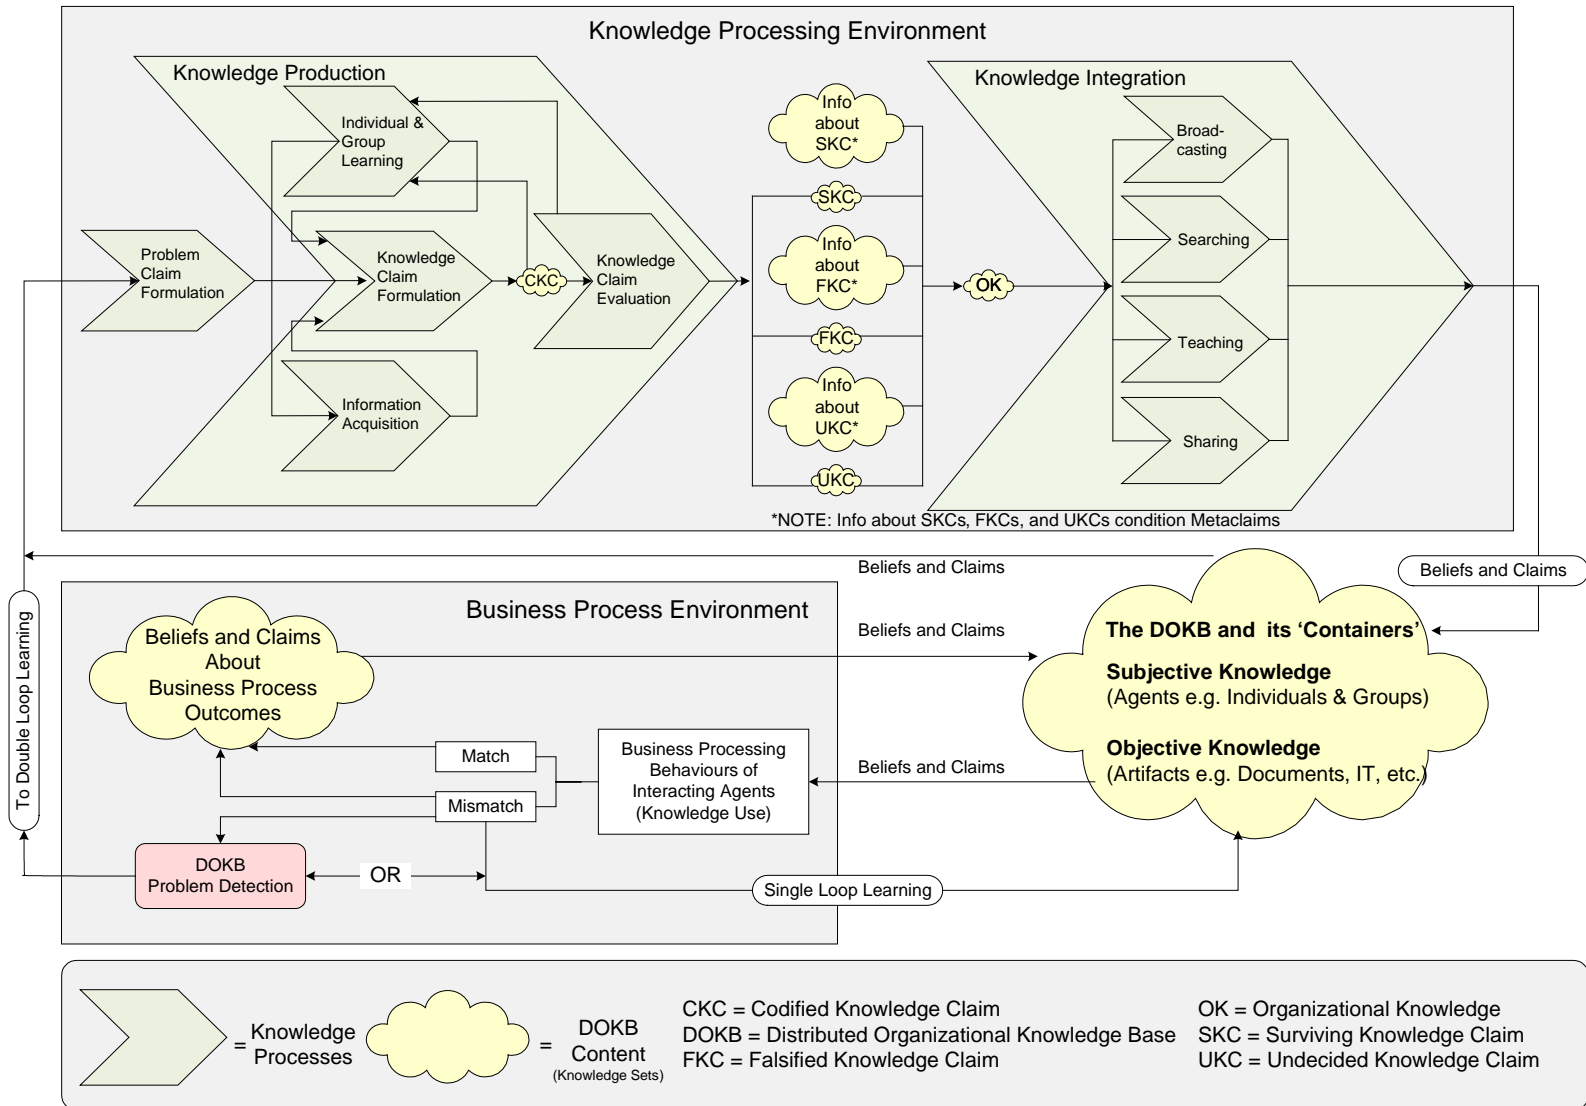 Knowledge Processing Environment
Knowledge Production
Individual &
Group
Learning
Problem
Claim
Formulation
Knowledge
Claim
Formulation
CKC
Knowledge
Claim
Evaluation
Information
Acquisition
Info
about
SKC*
SKC
Info
about
FKC*
FKC
Info
about
UKC*
UKC
OK
Knowledge Integration
Broad-
casting
Searching
Teaching
Sharing
*NOTE: Info about SKCs, FKCs, and UKCs condition Metaclaims
Beliefs and Claims
Beliefs and Claims
To Double Loop Learning
Business Process Environment
Beliefs and Claims
About
Business Process
Outcomes
Beliefs and Claims
Match
Mismatch
Business Processing
Behaviours of
Interacting Agents
(Knowledge Use)
Beliefs and Claims
DOKB
Problem Detection
OR
Single Loop Learning
The DOKB and its ‘Containers’
Subjective Knowledge
(Agents e.g. Individuals & Groups)
Objective Knowledge
(Artifacts e.g. Documents, IT, etc.)
= Knowledge
Processes
= DOKB
Content
(Knowledge Sets)
CKC = Codified Knowledge Claim
DOKB = Distributed Organizational Knowledge Base
FKC = Falsified Knowledge Claim
OK = Organizational Knowledge
SKC = Surviving Knowledge Claim
UKC = Undecided Knowledge Claim